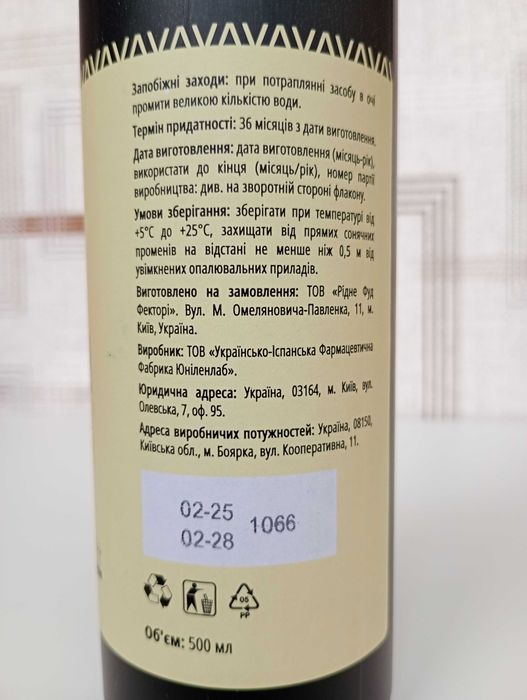 Запобіжні заходи: при потраплянні засобу в очі
промити великою кількістю води.
Термін придатності: 36 місяців з дати виготовлення.
Дата виготовлення: дата виготовлення (місяць-рік),
використати до кінця (місяць/рік), номер партії
виробництва: див. на зворотній стороні флакону.
Умови зберігання: зберігати при температурі від
+5°C до +25°C, захищати від прямих сонячних
променів на відстані не менше ніж 0,5 м від
увімкнених опалювальних приладів.
Виготовлено на замовлення: ТОВ «Рідне Фуд
Фекторі». Вул. М. Омеляновича-Павленка, 11, м.
Київ, Україна.
Виробник: ТОВ «Українсько-Іспанська Фармацевтична
Фабрика Юніленлаб».
Юридична адреса: Україна, 03164, м. Київ, вул.
Олевська, 7, оф. 95.
Адреса виробничих потужностей: Україна, 08150,
Київська обл., м. Боярка, вул. Кооперативна, 11.
02-25 1066
02-28
05
PP
Об'єм: 500 мл